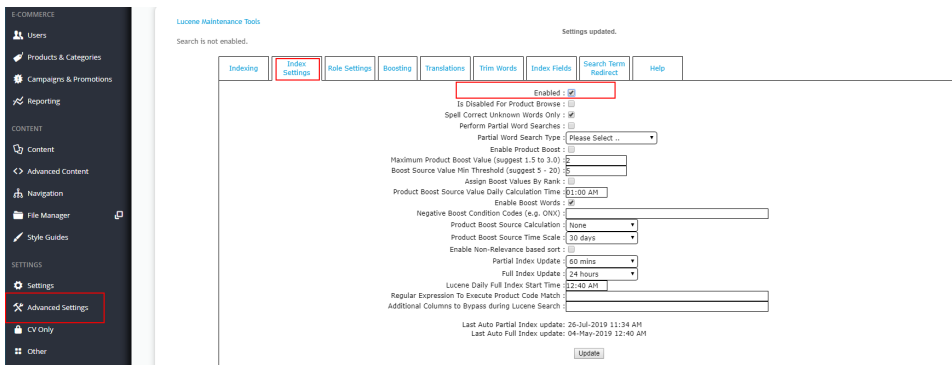 E-COMMERCE
Users
Products & Categories
Campaigns & Promotions
Reporting
CONTENT
Content
Advanced Content
Navigation
File Manager
Style Guides
SETTINGS
Settings
Advanced Settings
CV Only
Other
Lucene Maintenance Tools
Settings updated.
Search is not enabled.
Indexing
Index Settings
Role Settings
Boosting
Translations
Trim Words
Index Fields
Search Term Redirect
Help
Enabled :
Is Disabled For Product Browse :
Spell Correct Unknown Words Only :
Perform Partial Word Searches :
Partial Word Search Type : Please Select ..
Enable Product Boost :
Maximum Product Boost Value (suggest 1.5 to 3.0) : 2
Boost Source Value Min Threshold (suggest 5 - 20) : 5
Assign Boost Values By Rank :
Product Boost Source Value Daily Calculation Time : 01:00 AM
Enable Boost Words :
Negative Boost Condition Codes (e.g. ONX) :
Product Boost Source Calculation : None
Product Boost Source Time Scale : 30 days
Enable Non-Relevance based sort :
Partial Index Update : 60 mins
Full Index Update : 24 hours
Lucene Daily Full Index Start Time : 12:40 AM
Regular Expression To Execute Product Code Match :
Additional Columns to Bypass during Lucene Search :
Last Auto Partial Index update: 26-Jul-2019 11:34 AM
Last Auto Full Index update: 04-May-2019 12:40 AM
Update